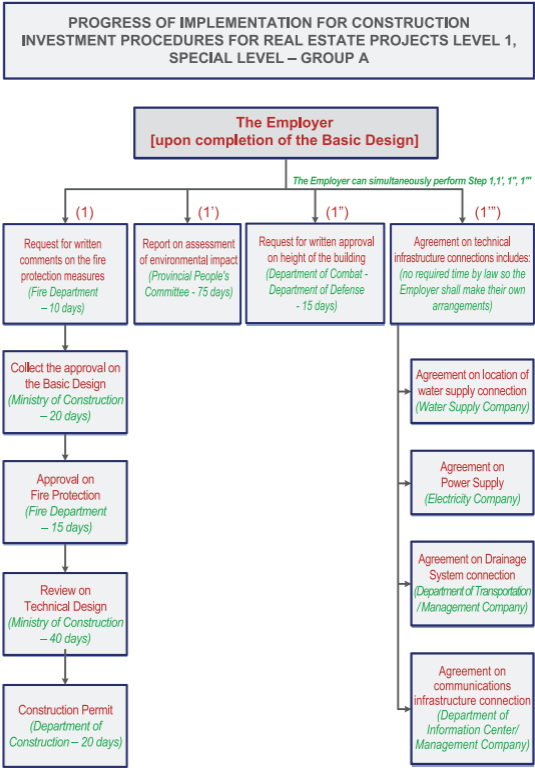 PROGRESS OF IMPLEMENTATION FOR CONSTRUCTION
INVESTMENT PROCEDURES FOR REAL ESTATE PROJECTS LEVEL 1,
SPECIAL LEVEL – GROUP A
The Employer
[upon completion of the Basic Design]
The Employer can simultaneously perform Step 1,1', 1", 1'"
(1)
Request for written
comments on the fire
protection measures
(Fire Department
– 10 days)
(1')
Report on assessment
of environmental impact
(Provincial People's
Committee - 75 days)
(1")
Request for written approval
on height of the building
(Department of Combat -
Department of Defense
- 15 days)
(1'")
Agreement on technical
infrastructure connections includes:
(no required time by law so the
Employer shall make their own
arrangements)
Collect the approval on
the Basic Design
(Ministry of Construction
– 20 days)
Approval on
Fire Protection
(Fire Department
– 15 days)
Review on
Technical Design
(Ministry of Construction
– 40 days)
Construction Permit
(Department of
Construction – 20 days)
Agreement on location of
water supply connection
(Water Supply Company)
Agreement on
Power Supply
(Electricity Company)
Agreement on Drainage
System connection
(Department of Transportation
/ Management Company)
Agreement on
communications
infrastructure connection
(Department of
Information Center/
Management Company)